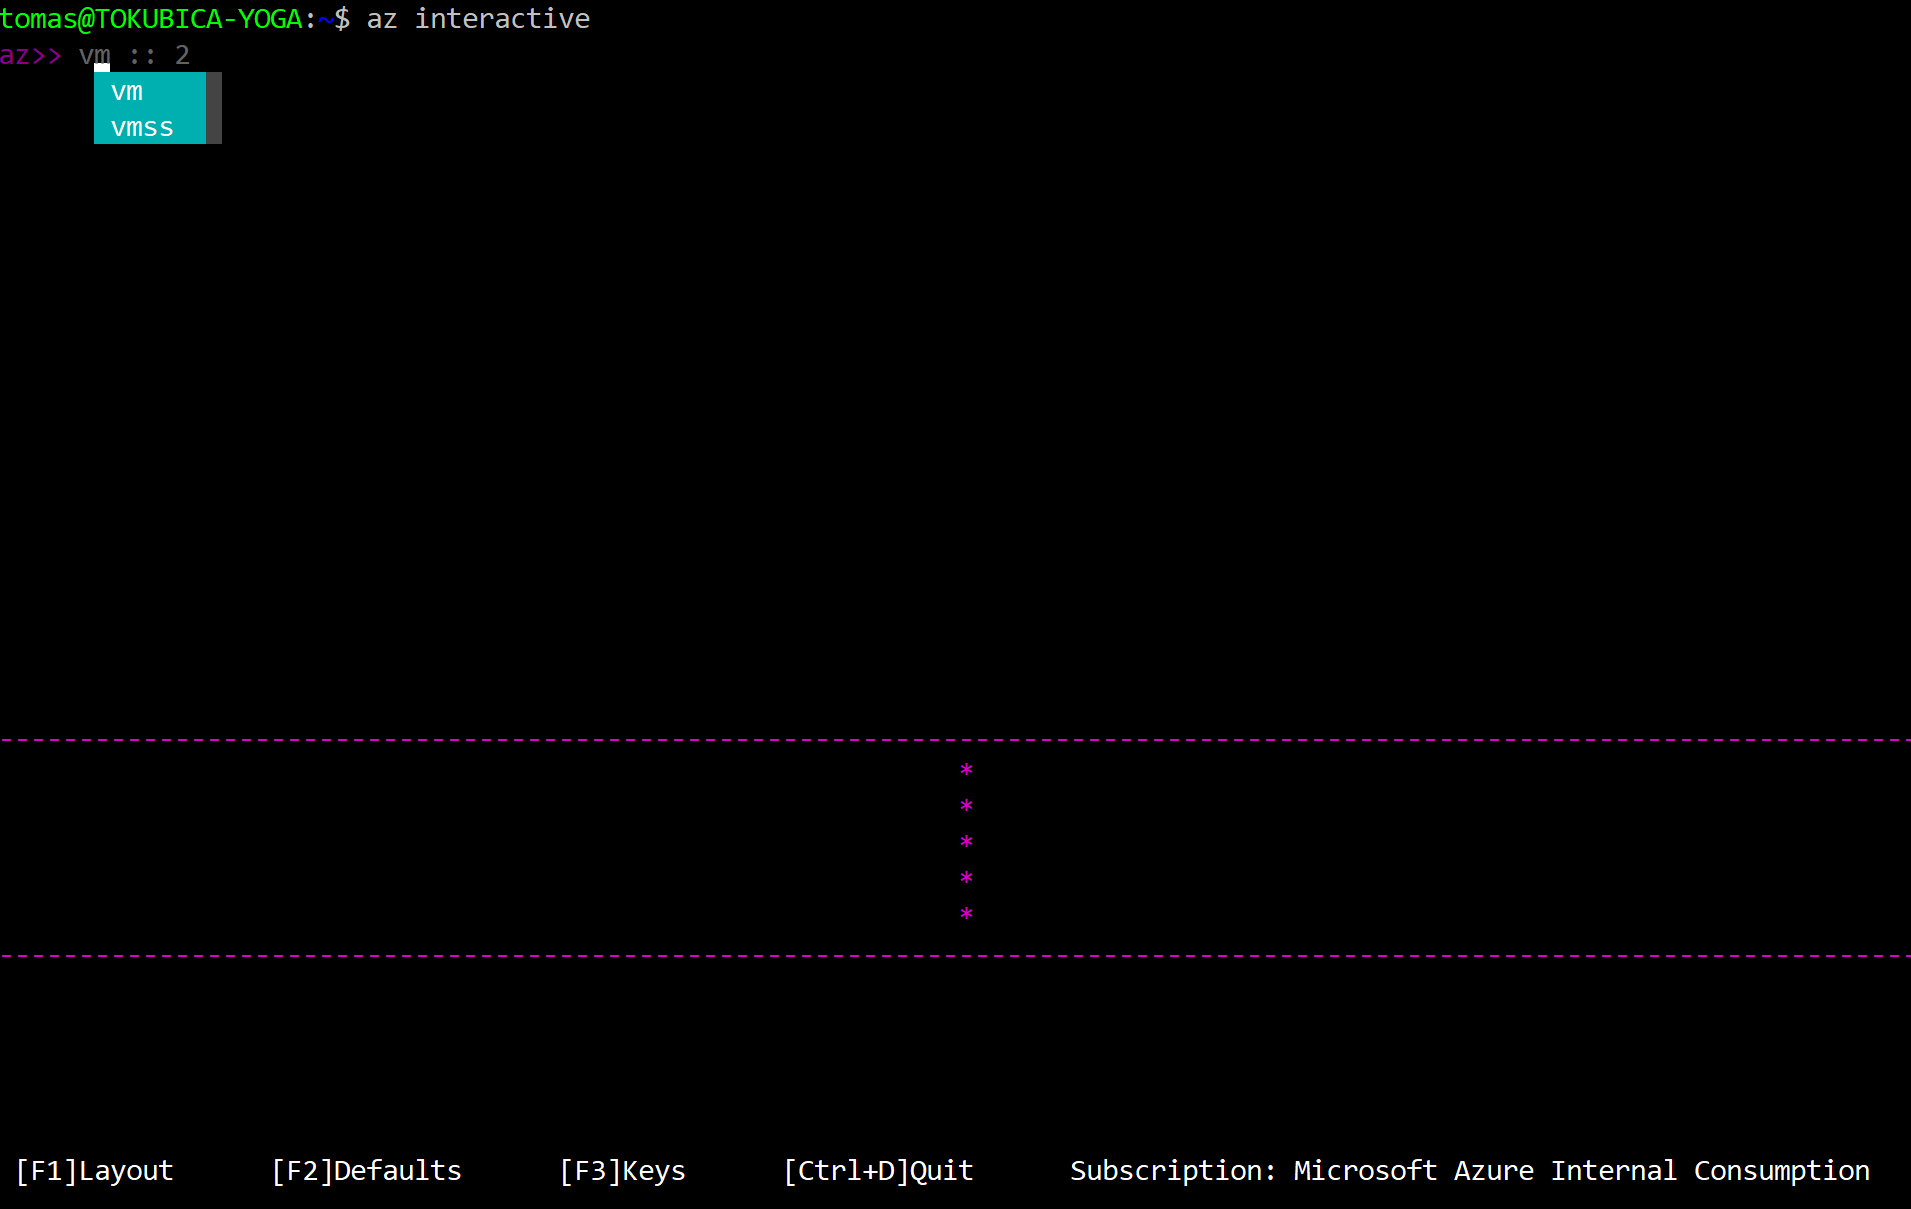 tomas@TOKUBICA-YOGA:~$ az interactive
az>> vm :: 2
vm
vmss
--------------------------------------------------------------------------------------------------------------------------------
*
*
*
*
*
--------------------------------------------------------------------------------------------------------------------------------
[F1]Layout [F2]Defaults [F3]Keys [Ctrl+D]Quit Subscription: Microsoft Azure Internal Consumption